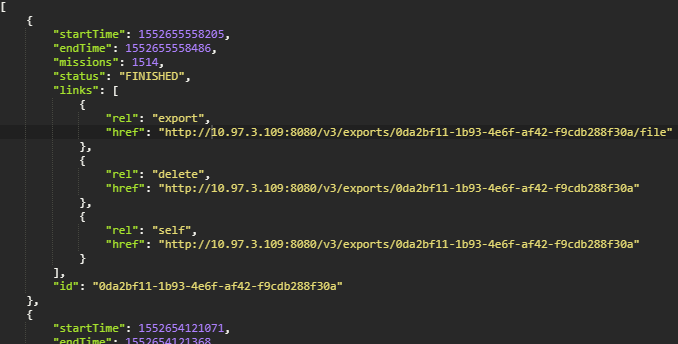 [
{
"startTime": 1552655558205,
"endTime": 1552655558486,
"missions": 1514,
"status": "FINISHED",
"links": [
{
"rel": "export",
"href": "http://10.97.3.109:8080/v3/exports/0da2bf11-1b93-4e6f-af42-f9cdb288f30a/file"
},
{
"rel": "delete",
"href": "http://10.97.3.109:8080/v3/exports/0da2bf11-1b93-4e6f-af42-f9cdb288f30a"
},
{
"rel": "self",
"href": "http://10.97.3.109:8080/v3/exports/0da2bf11-1b93-4e6f-af42-f9cdb288f30a"
}
],
"id": "0da2bf11-1b93-4e6f-af42-f9cdb288f30a"
},
{
"startTime": 1552654121071,
"endTime": 1552654121368